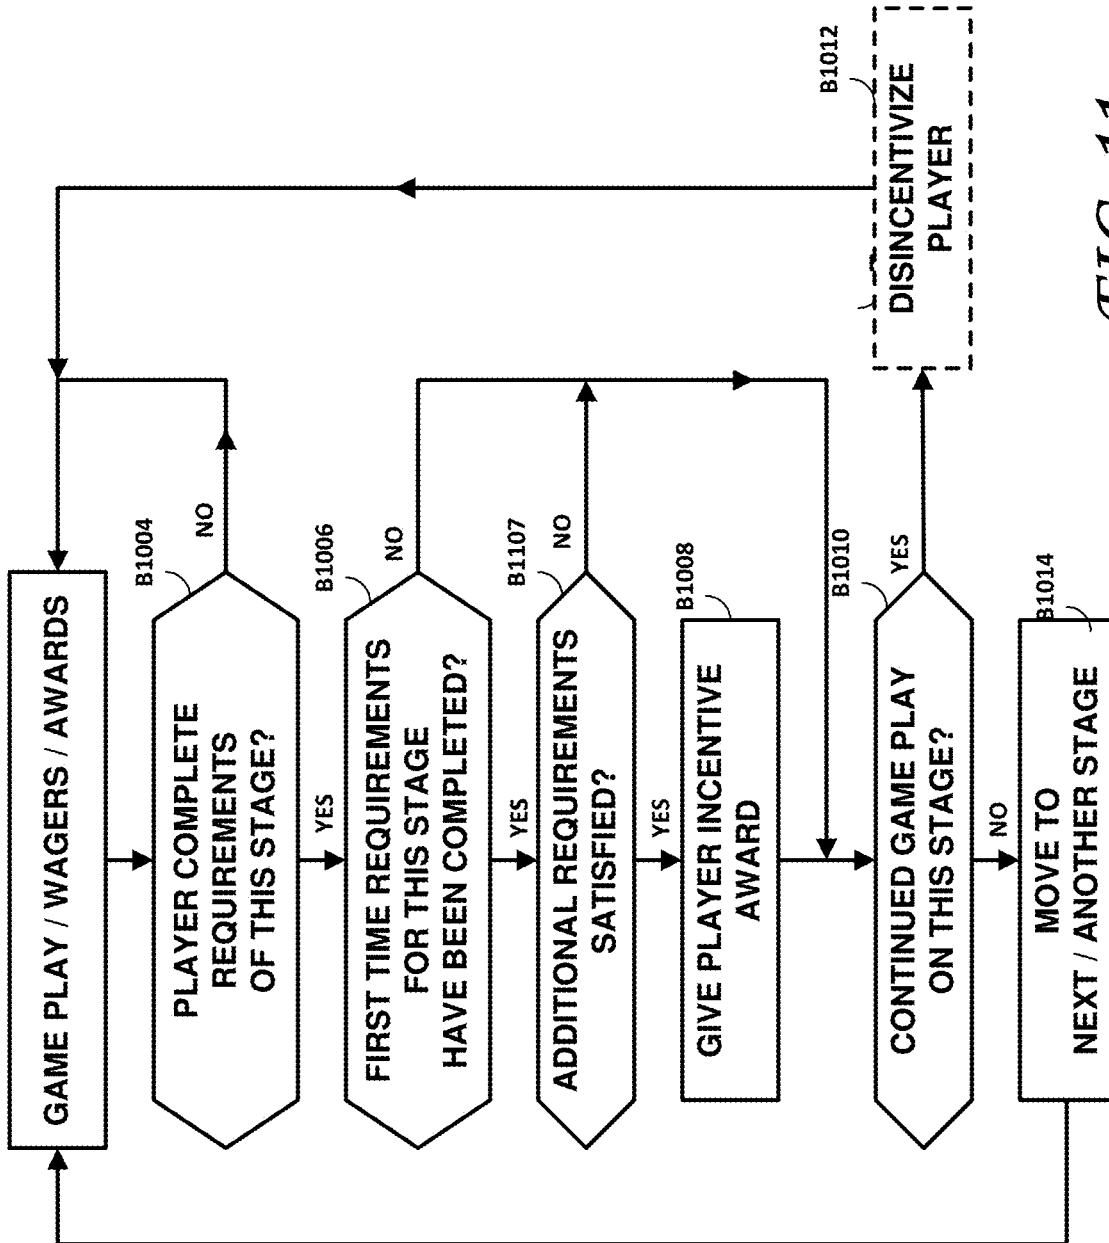 GAME PLAY / WAGERS / AWARDS
B1004
PLAYER COMPLETE
REQUIREMENTS
OF THIS STAGE?
NO
YES
B1006
FIRST TIME REQUIREMENTS
FOR THIS STAGE
HAVE BEEN COMPLETED?
NO
YES
B1107
ADDITIONAL REQUIREMENTS
SATISFIED?
NO
YES
B1008
GIVE PLAYER INCENTIVE
AWARD
B1010
CONTINUED GAME PLAY
ON THIS STAGE?
YES
NO
B1012
DISINCENTIVIZE
PLAYER
B1014
MOVE TO
NEXT / ANOTHER STAGE
FIG. 11